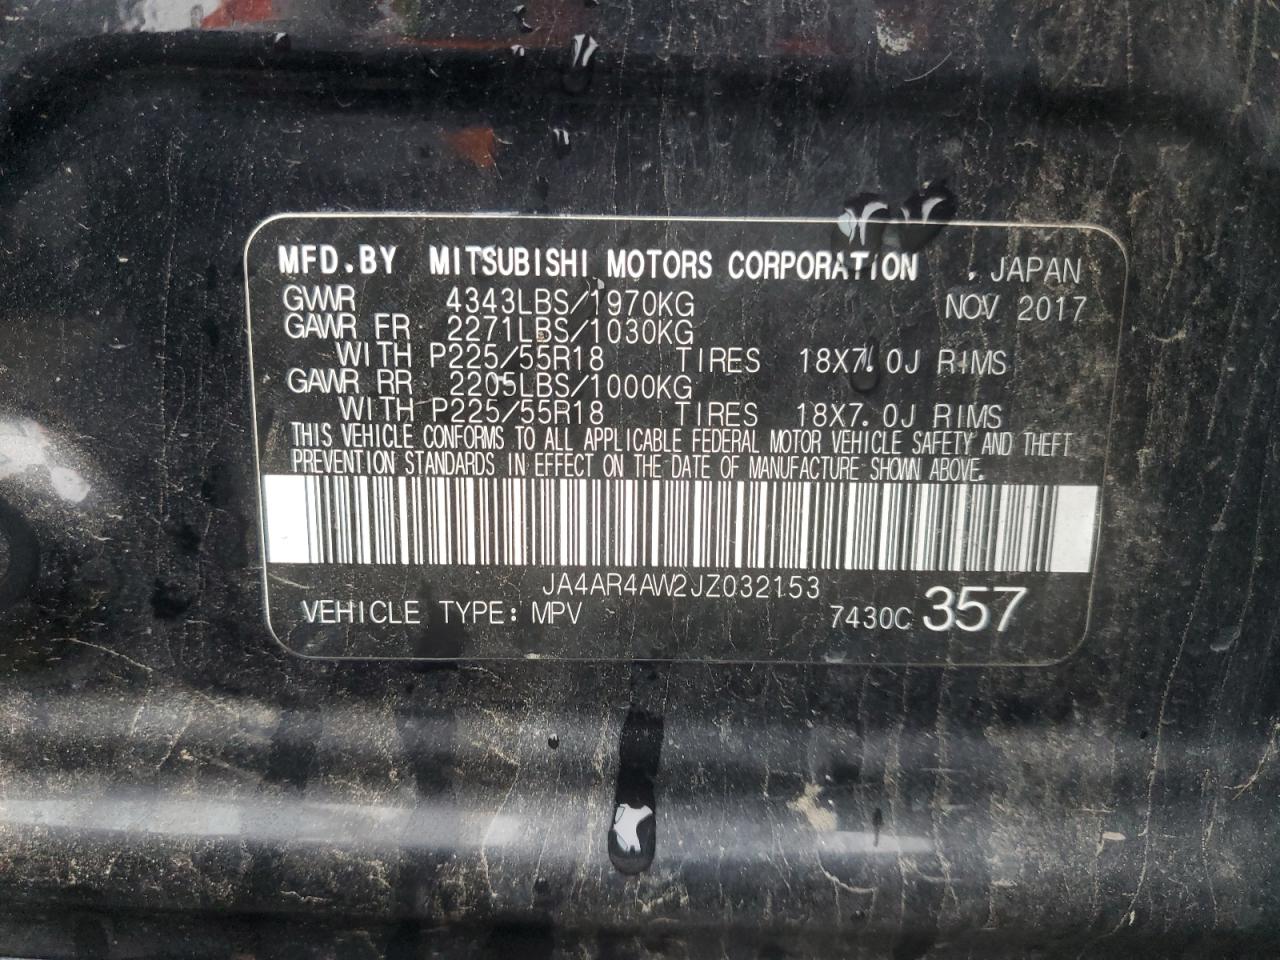 MFD.BY MITSUBISHI MOTORS CORPORATION . JAPAN
GVWR 4343LBS/1970KG NOV 2017
GAWR FR 2271LBS/1030KG
WITH P225/55R18 TIRES 18X7.0J RIMS
GAWR RR 2205LBS/1000KG
WITH P225/55R18 TIRES 18X7.0J RIMS
THIS VEHICLE CONFORMS TO ALL APPLICABLE FEDERAL MOTOR VEHICLE SAFETY AND THEFT
PREVENTION STANDARDS IN EFFECT ON THE DATE OF MANUFACTURE SHOWN ABOVE.
JA4AR4AW2JZ032153
VEHICLE TYPE: MPV 7430C 357